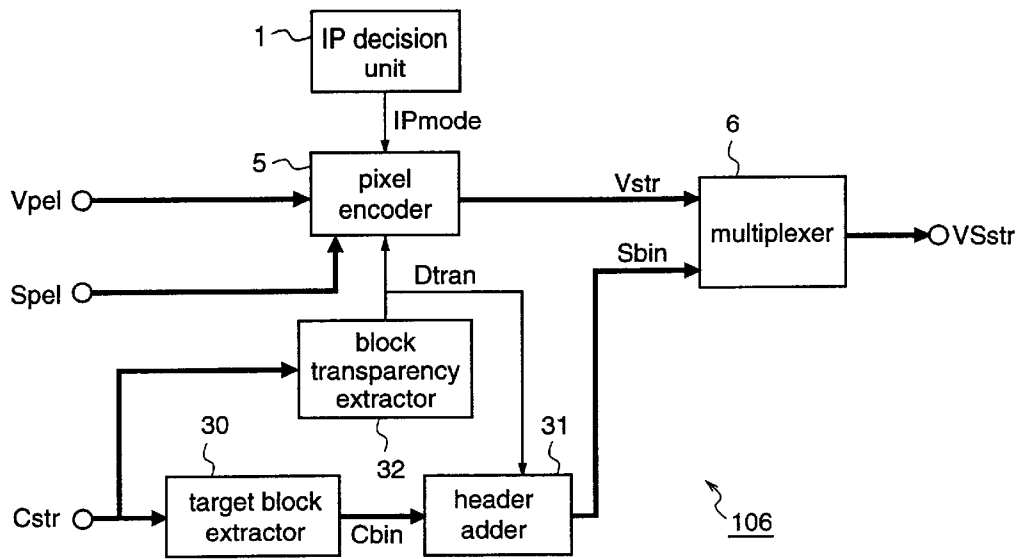 1
IP decision
unit
IPmode
5
pixel
encoder
Vpel
Vstr
6
multiplexer
VSstr
Sbin
Spel
Dtran
block
transparency
extractor
32
30
31
Cstr
target block
extractor
Cbin
header
adder
106